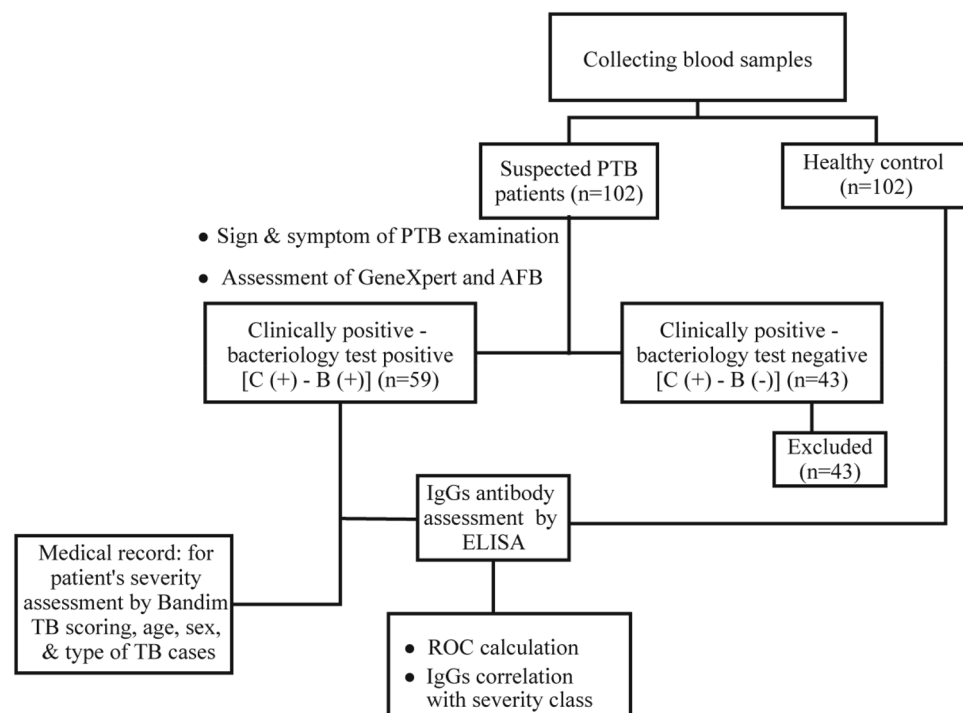 Collecting blood samples
Suspected PTB
patients (n=102)
Healthy control
(n=102)
● Sign & symptom of PTB examination
● Assessment of GeneXpert and AFB
Clinically positive -
bacteriology test positive
[C (+) - B (+)] (n=59)
Clinically positive -
bacteriology test negative
[C (+) - B (-)] (n=43)
Excluded
(n=43)
IgGs antibody
assessment by
ELISA
Medical record: for
patient's severity
assessment by Bandim
TB scoring, age, sex,
& type of TB cases
● ROC calculation
● IgGs correlation
with severity class